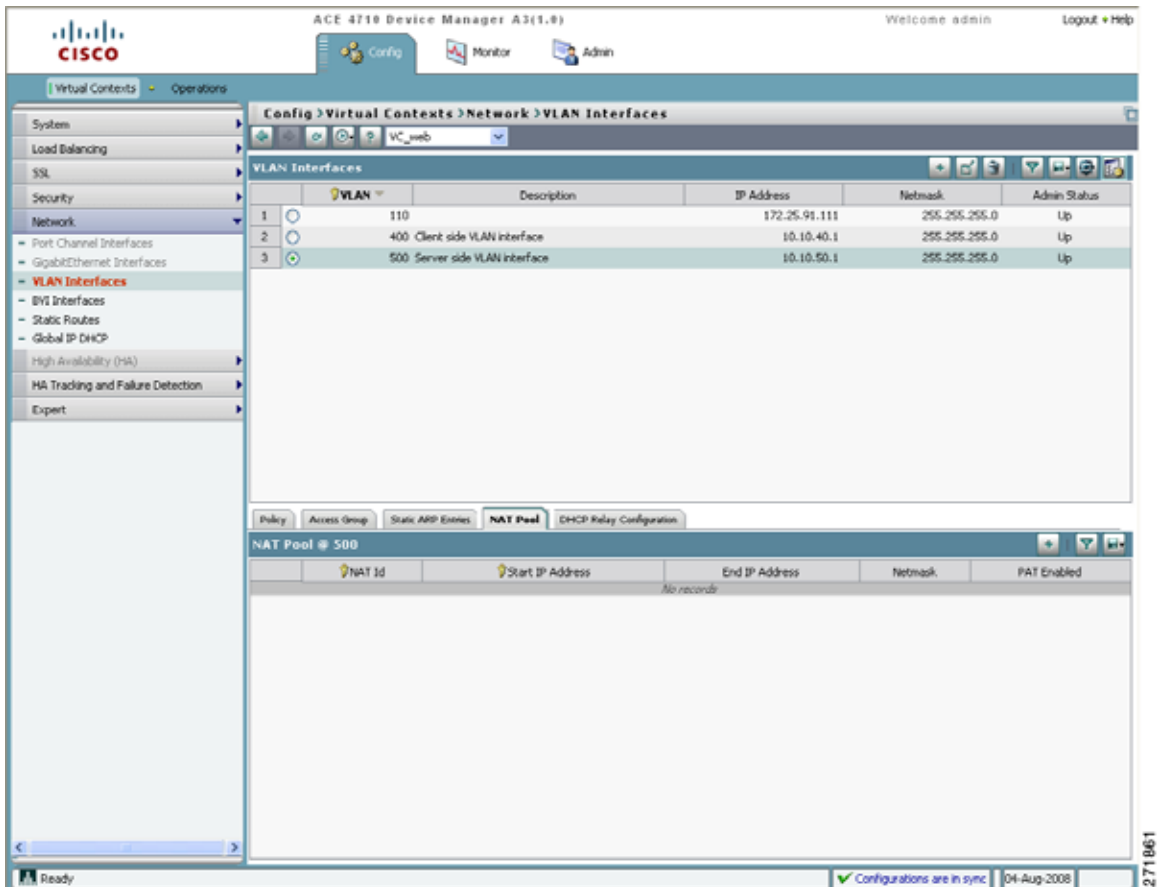 ACE 4710 Device Manager A3(1.0)
Welcome admin
Logout Help
CISCO
Config
Monitor
Admin
Virtual Contexts
Operations
System
Load Balancing
SSL
Security
Network
Port Channel Interfaces
GigabitEthernet Interfaces
VLAN Interfaces
BVI Interfaces
Static Routes
Global IP DHCP
High Availability (HA)
HA Tracking and Failure Detection
Expert
Config > Virtual Contexts > Network > VLAN Interfaces
? VC_web
VLAN Interfaces
VLAN Description IP Address Netmask Admin Status
1 110 172.25.91.111 255.255.255.0 Up
2 400 Client side VLAN interface 10.10.40.1 255.255.255.0 Up
3 500 Server side VLAN interface 10.10.50.1 255.255.255.0 Up
Policy Access Group Static ARP Entries NAT Pool DHCP Relay Configuration
NAT Pool @ 500
NAT Id Start IP Address End IP Address Netmask PAT Enabled
No records
Ready
Configurations are in sync
04-Aug-2008
271861